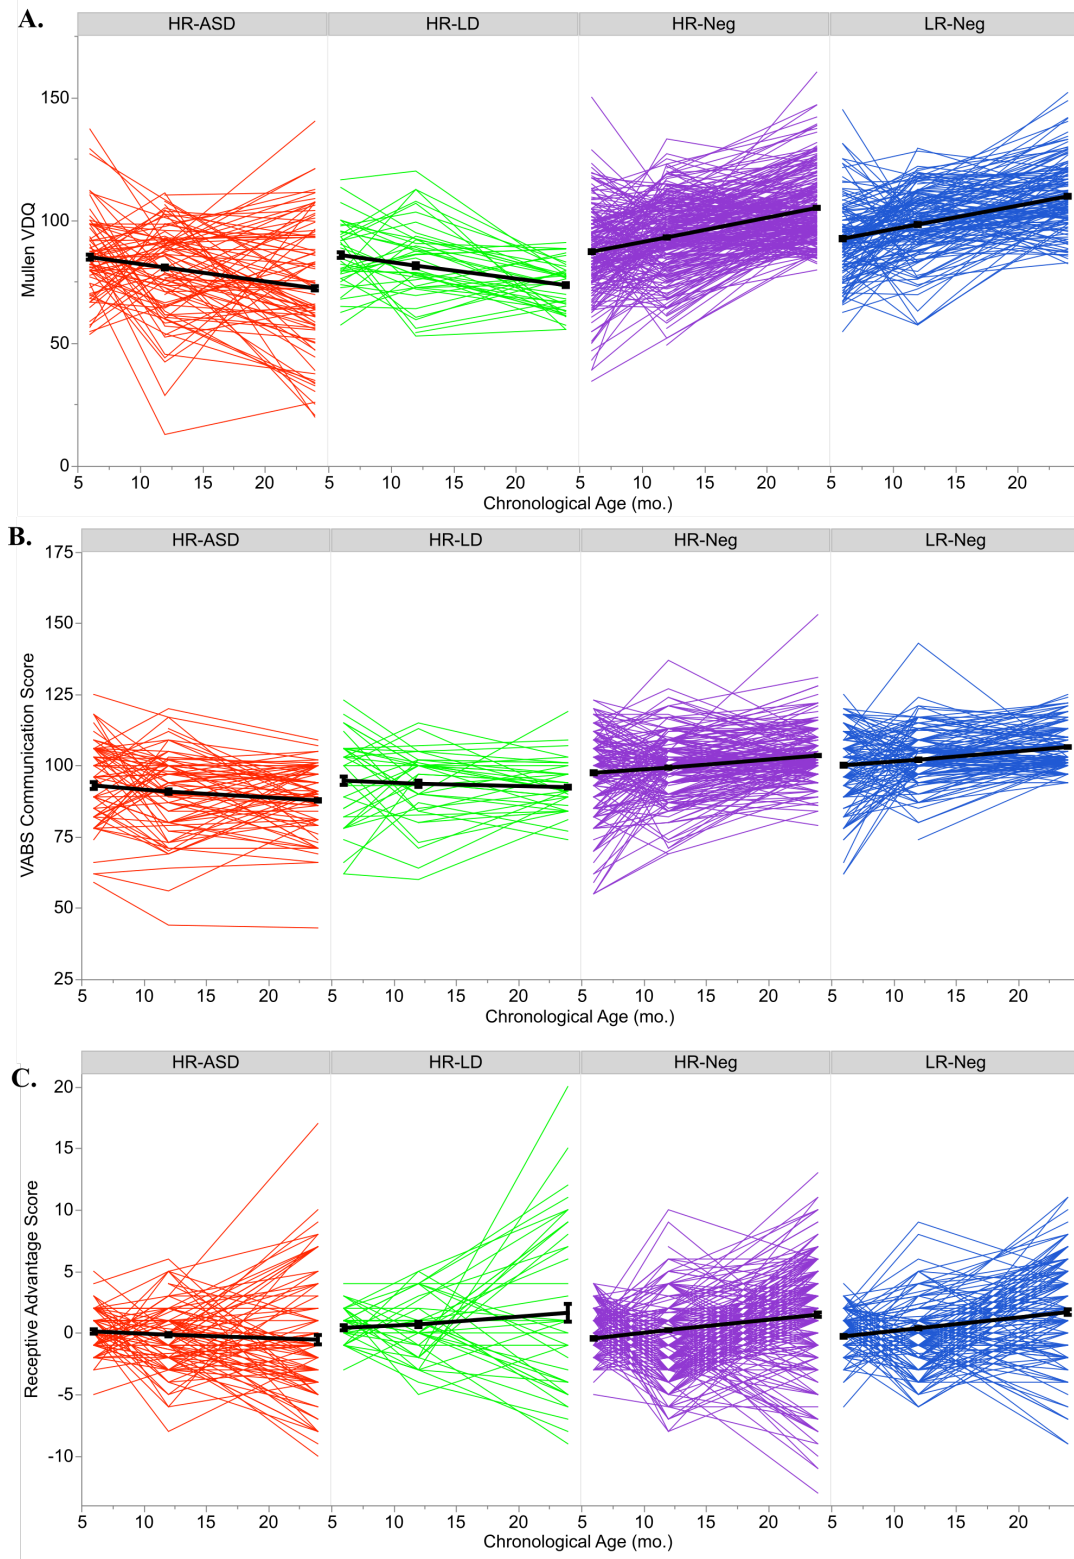 A.
HR-ASD HR-LD HR-Neg LR-Neg
Mullen VDQ
150
100
50
0
5 10 15 20 5 10 15 20 5 10 15 20 5 10 15 20
Chronological Age (mo.)
B.
HR-ASD HR-LD HR-Neg LR-Neg
VABS Communication Score
175
150
125
100
75
50
25
5 10 15 20 5 10 15 20 5 10 15 20 5 10 15 20
Chronological Age (mo.)
C.
HR-ASD HR-LD HR-Neg LR-Neg
Receptive Advantage Score
20
15
10
5
0
-5
-10
5 10 15 20 5 10 15 20 5 10 15 20 5 10 15 20
Chronological Age (mo.)